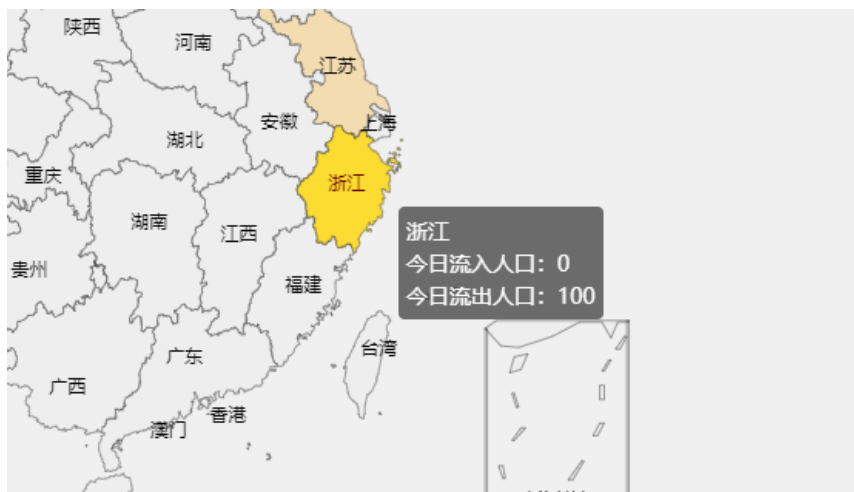 陕西
河南
江苏
安徽
上海
湖北
重庆
浙江
湖南
江西
浙江
今日流入人口：0
今日流出人口：100
贵州
福建
台湾
广东
广西
香港
澳门